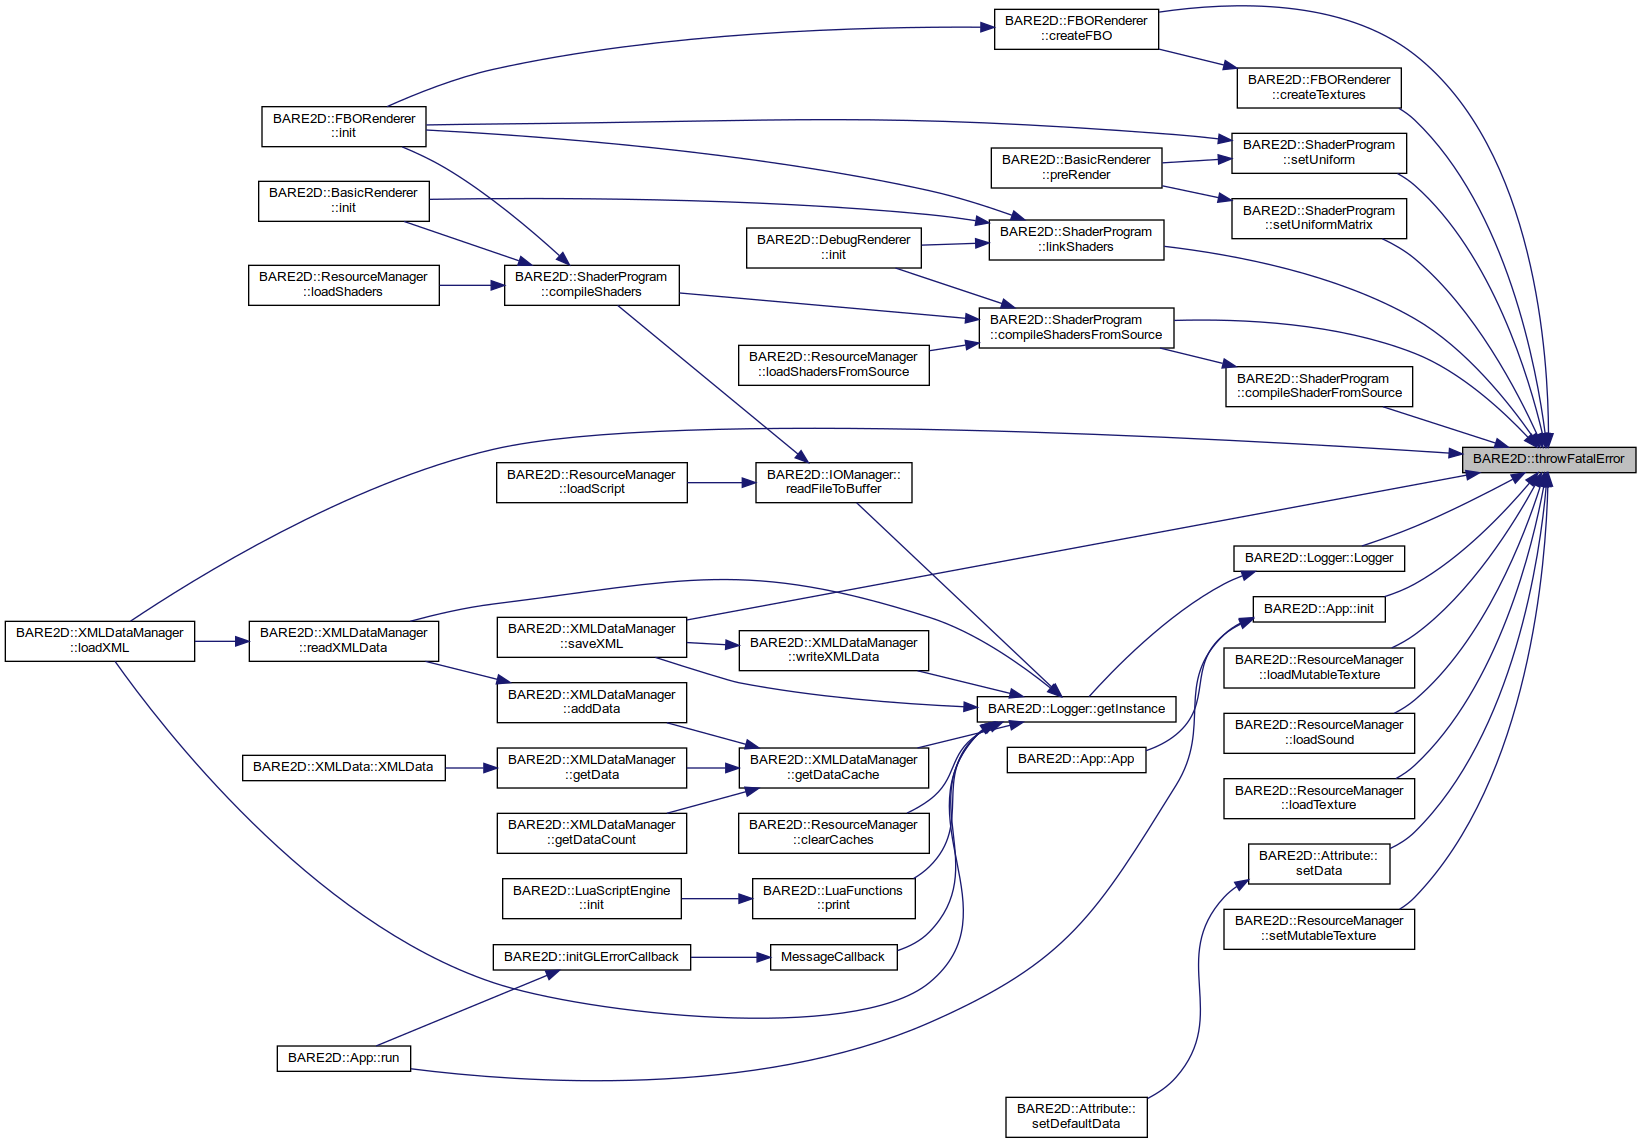 BARE2D::FBORenderer
::createFBO
BARE2D::FBORenderer
::createTextures
BARE2D::FBORenderer
::init
BARE2D::ShaderProgram
::setUniform
BARE2D::BasicRenderer
::preRender
BARE2D::BasicRenderer
::init
BARE2D::ShaderProgram
::setUniformMatrix
BARE2D::ShaderProgram
::linkShaders
BARE2D::DebugRenderer
::init
BARE2D::ResourceManager
::loadShaders
BARE2D::ShaderProgram
::compileShaders
BARE2D::ShaderProgram
::compileShadersFromSource
BARE2D::ResourceManager
::loadShadersFromSource
BARE2D::ShaderProgram
::compileShaderFromSource
BARE2D::throwFatalError
BARE2D::ResourceManager
::loadScript
BARE2D::IOManager::
readFileToBuffer
BARE2D::Logger::Logger
BARE2D::App::init
BARE2D::XMLDataManager
::loadXML
BARE2D::XMLDataManager
::readXMLData
BARE2D::XMLDataManager
::saveXML
BARE2D::XMLDataManager
::writeXMLData
BARE2D::ResourceManager
::loadMutableTexture
BARE2D::XMLDataManager
::addData
BARE2D::Logger::getInstance
BARE2D::ResourceManager
::loadSound
BARE2D::XMLData::XMLData
BARE2D::XMLDataManager
::getData
BARE2D::XMLDataManager
::getDataCache
BARE2D::App::App
BARE2D::ResourceManager
::loadTexture
BARE2D::XMLDataManager
::getDataCount
BARE2D::ResourceManager
::clearCaches
BARE2D::Attribute::
setData
BARE2D::LuaScriptEngine
::init
BARE2D::LuaFunctions
::print
BARE2D::ResourceManager
::setMutableTexture
BARE2D::initGLErrorCallback
MessageCallback
BARE2D::App::run
BARE2D::Attribute::
setDefaultData